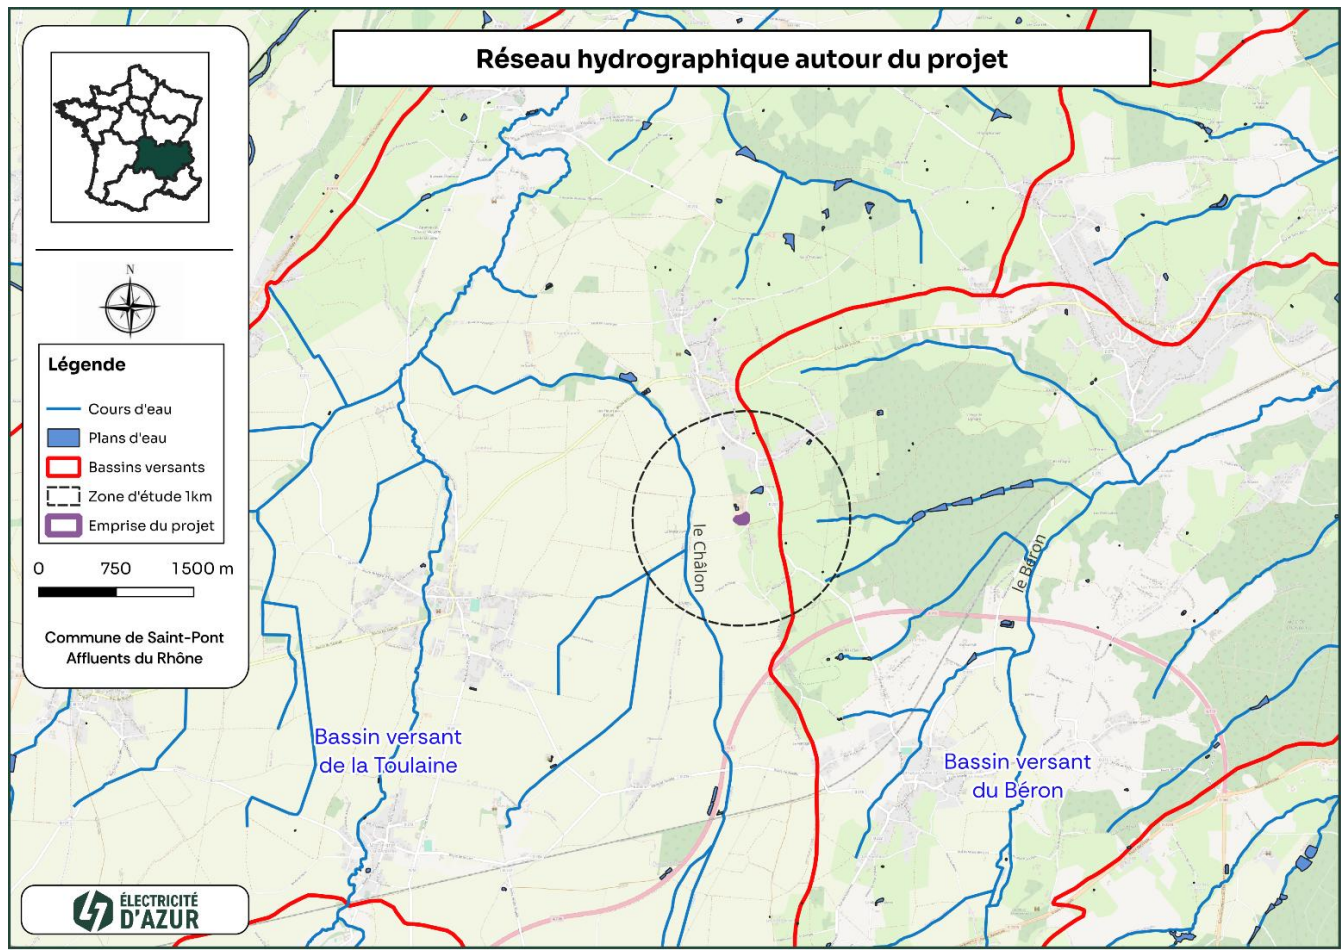 Réseau hydrographique autour du projet
N
Légende
Cours d'eau
Plans d'eau
Bassins versants
Zone d'étude 1km
Emprise du projet
0 750 1500 m
Commune de Saint-Pont
Affluents du Rhône
le Châlon
le Béron
Bassin versant
de la Toulaine
Bassin versant
du Béron
ÉLECTRICITÉ
D'AZUR